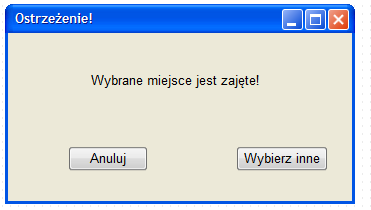 Ostrzeżenie!
Wybrane miejsce jest zajęte!
Anuluj
Wybierz inne